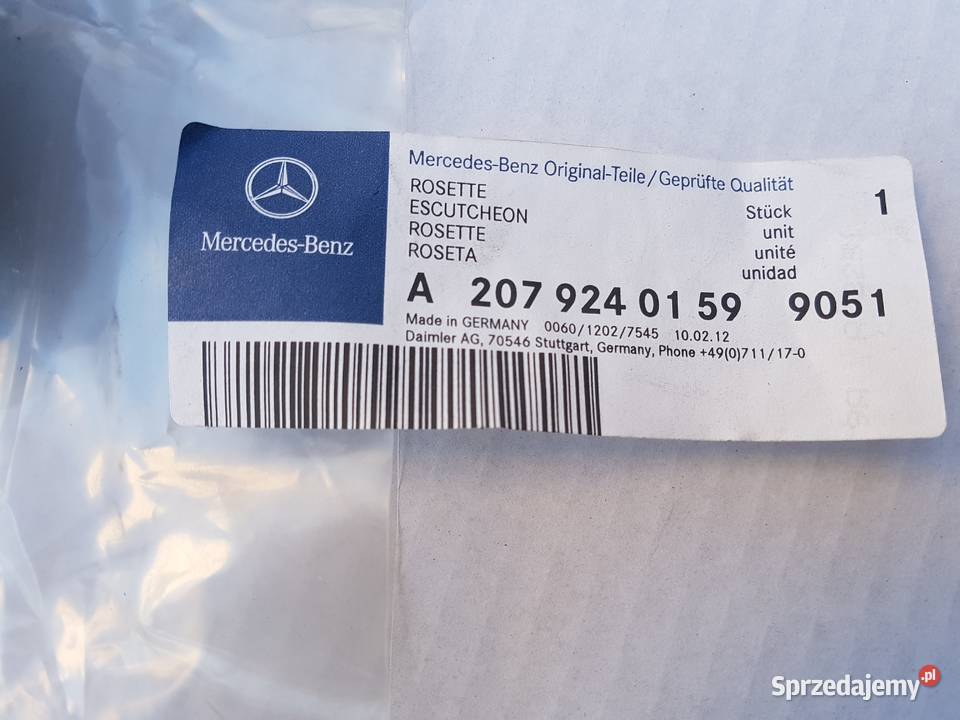 Mercedes-Benz
Mercedes-Benz Original-Teile/Geprüfte Qualität
ROSETTE
ESCUTCHEON
ROSETTE
ROSETA
Stück
unit
unité
unidad
1
A 207 924 01 59 9051
Made in GERMANY 0060/1202/7545 10.02.12
Daimler AG, 70546 Stuttgart, Germany, Phone +49(0)711/17-0
Sprzedajemy.pl